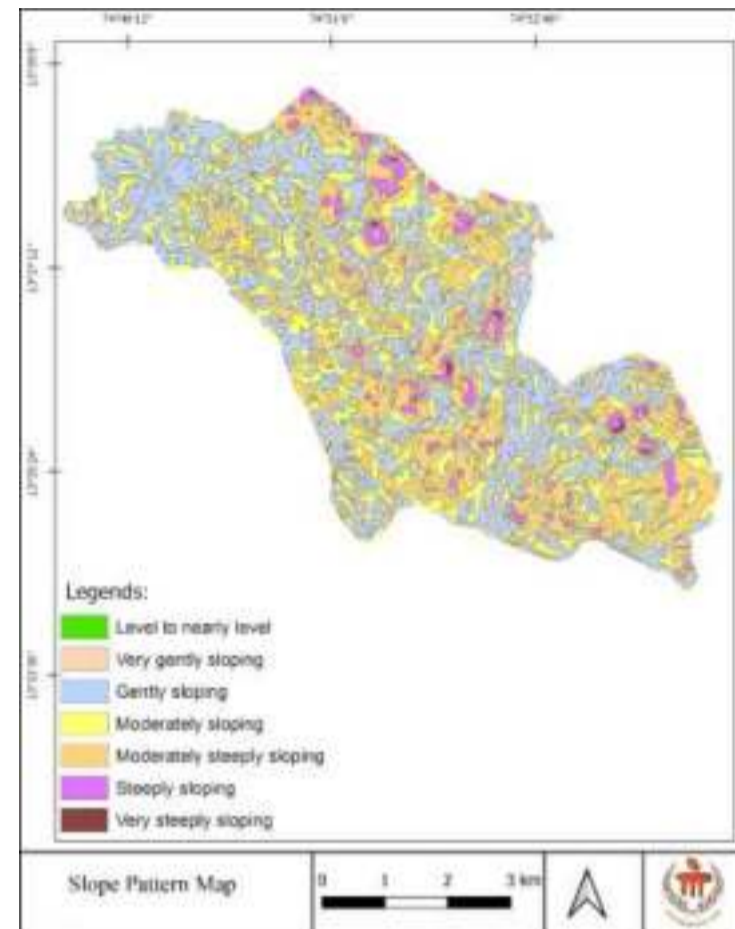 Legends:
Level to nearly level
Very gently sloping
Gently sloping
Moderately sloping
Moderately steeply sloping
Steeply sloping
Very steeply sloping
Slope Pattern Map
0 1 2 3 km